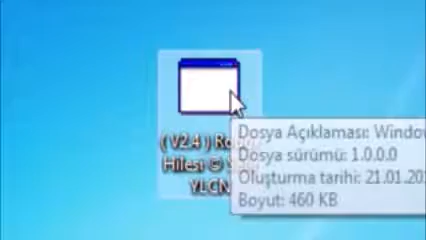 ( V2.4 ) Ro
Hilesi ©
YLCN
Dosya Açıklaması: Windo
Dosya sürümü: 1.0.0.0
Oluşturma tarihi: 21.01.20
Boyut: 460 KB